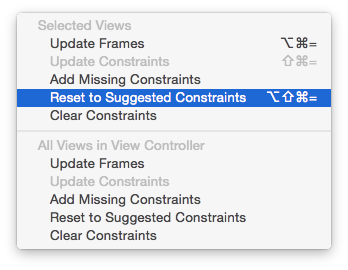 Selected Views
Update Frames ⌥⌘=
Update Constraints ⇧⌘=
Add Missing Constraints
Reset to Suggested Constraints ⌥⇧⌘=
Clear Constraints
All Views in View Controller
Update Frames
Update Constraints
Add Missing Constraints
Reset to Suggested Constraints
Clear Constraints